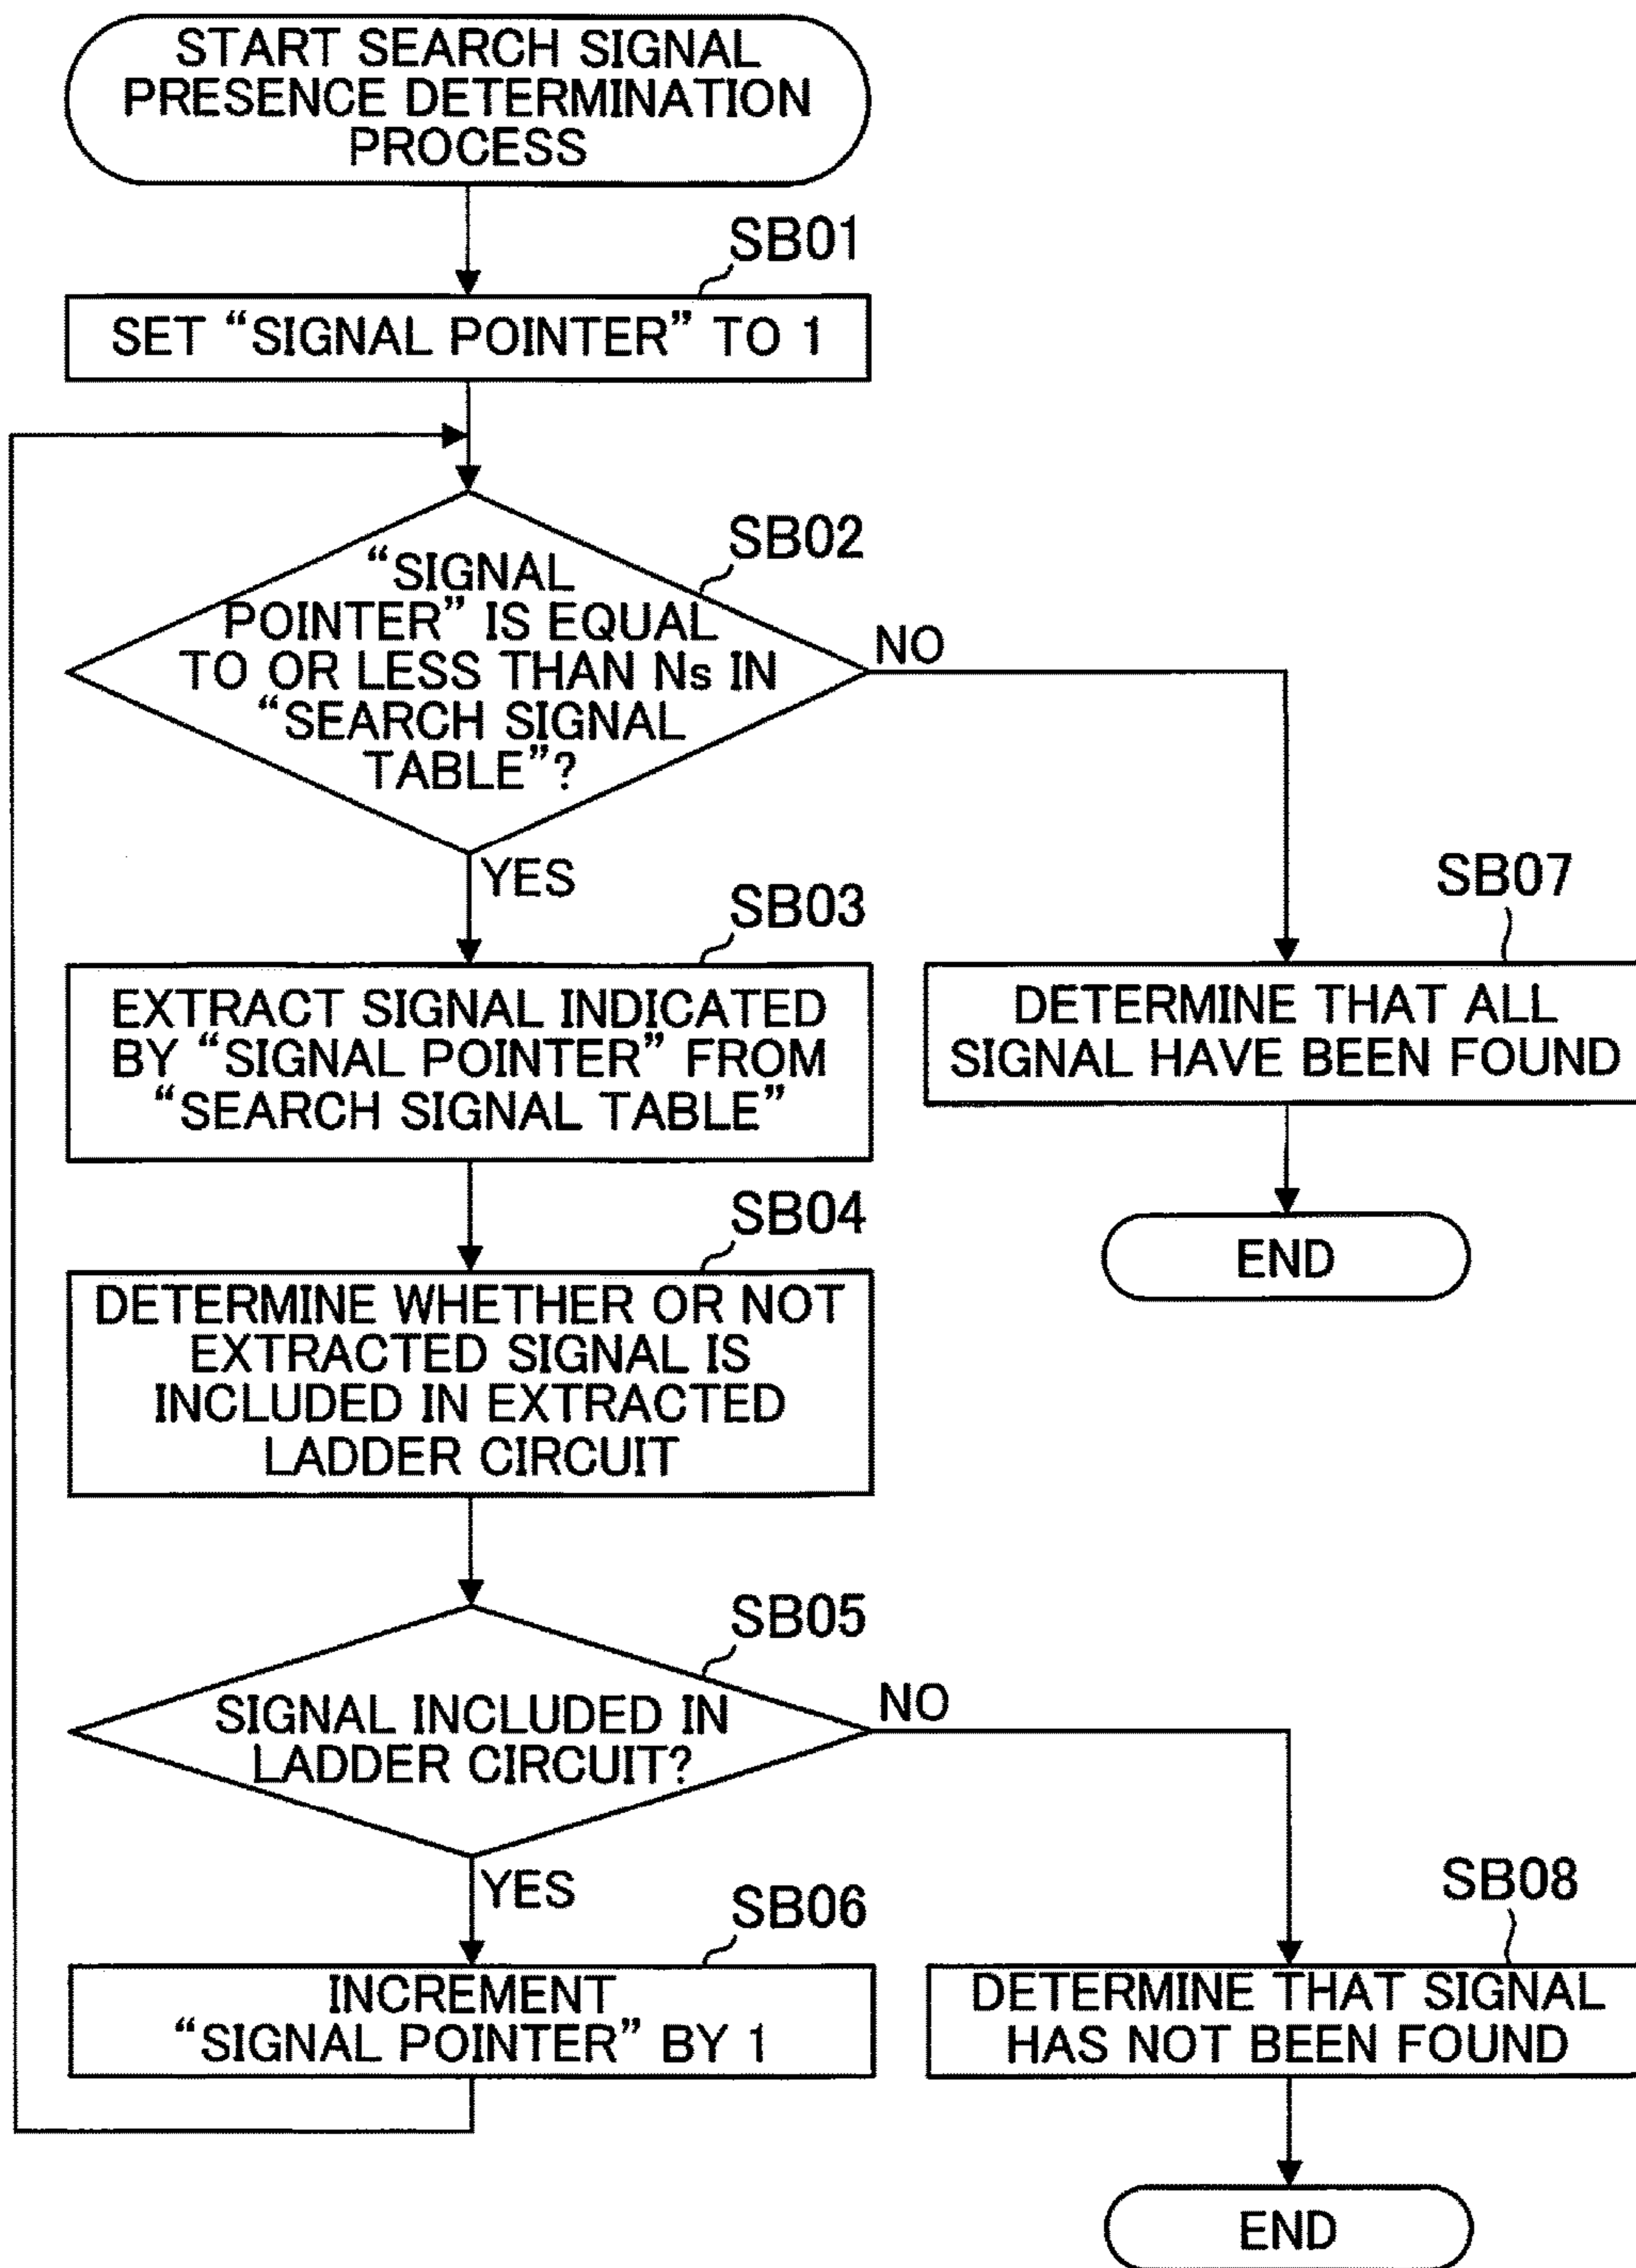 START SEARCH SIGNAL
PRESENCE DETERMINATION
PROCESS
SB01
SET “SIGNAL POINTER” TO 1
SB02
“SIGNAL
POINTER” IS EQUAL
TO OR LESS THAN Ns IN
“SEARCH SIGNAL
TABLE”?
NO
YES
SB03
EXTRACT SIGNAL INDICATED
BY “SIGNAL POINTER” FROM
“SEARCH SIGNAL TABLE”
SB07
DETERMINE THAT ALL
SIGNAL HAVE BEEN FOUND
END
SB04
DETERMINE WHETHER OR NOT
EXTRACTED SIGNAL IS
INCLUDED IN EXTRACTED
LADDER CIRCUIT
SB05
SIGNAL INCLUDED IN
LADDER CIRCUIT?
NO
YES
SB06
INCREMENT
“SIGNAL POINTER” BY 1
SB08
DETERMINE THAT SIGNAL
HAS NOT BEEN FOUND
END